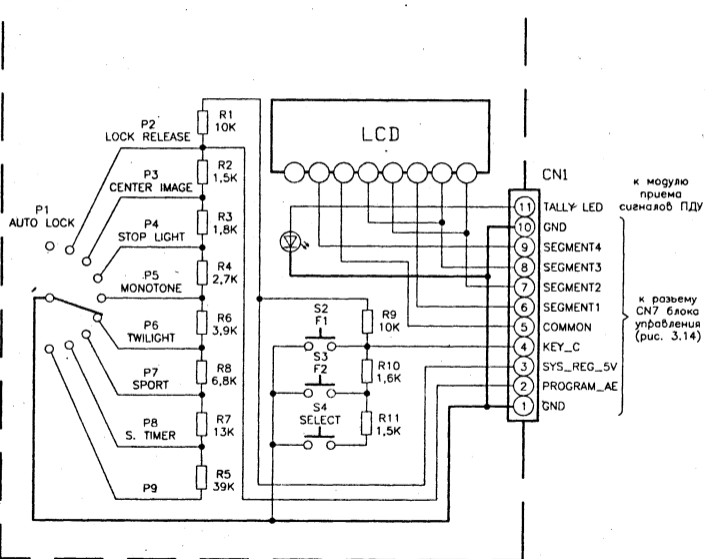 P1
AUTO LOCK
P2
LOCK RELEASE
P3
CENTER IMAGE
P4
STOP LIGHT
P5
MONOTONE
P6
TWILIGHT
P7
SPORT
P8
S. TIMER
P9
R1
10K
R2
1,5K
R3
1,8K
R4
2,7K
R6
3,9K
R8
6,8K
R7
13K
R5
39K
LCD
S2
F1
S3
F2
S4
SELECT
R9
10K
R10
1,6K
R11
1,5K
CN1
11 TALLY LED
10 GND
9 SEGMENT4
8 SEGMENT3
7 SEGMENT2
6 SEGMENT1
5 COMMON
4 KEY_C
3 SYS_REG_5V
2 PROGRAM_AE
1 GND
к модулю
приема
сигналов ПДУ
к разьему
CN7 блока
управления
(рис. 3.14)